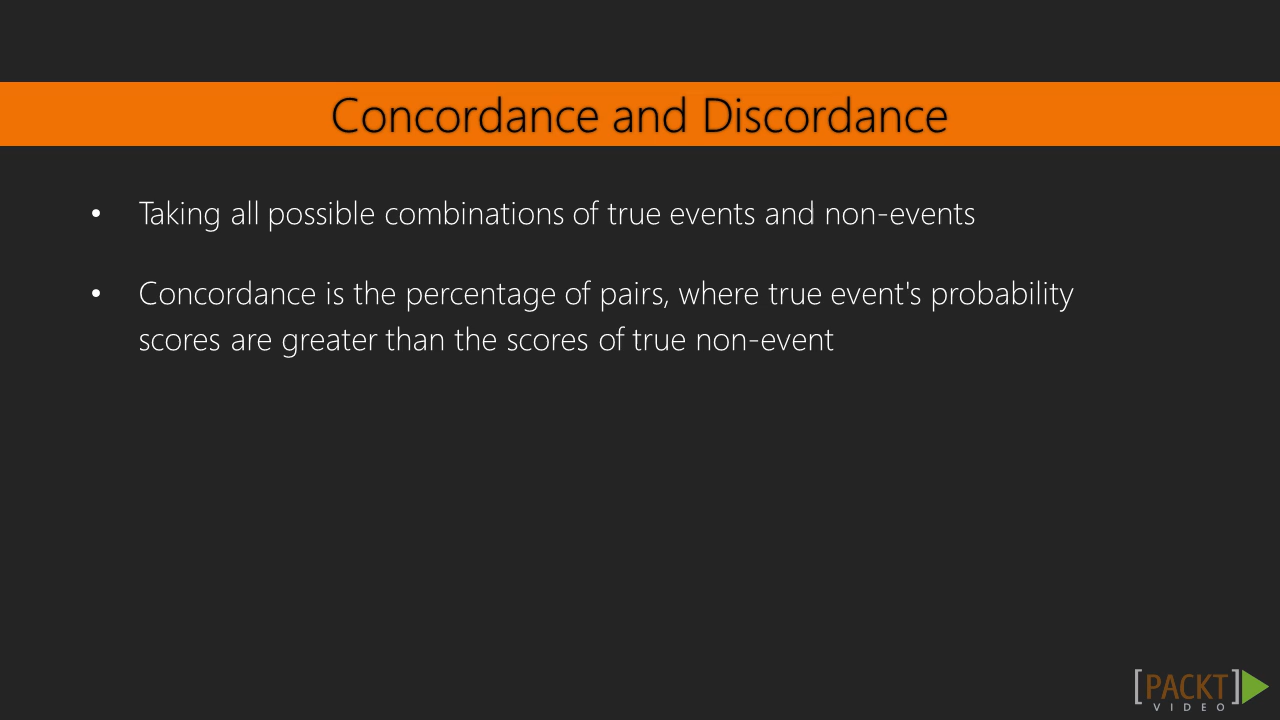 Concordance and Discordance
• Taking all possible combinations of true events and non-events
• Concordance is the percentage of pairs, where true event's probability
scores are greater than the scores of true non-event
[PACKT]
VIDEO